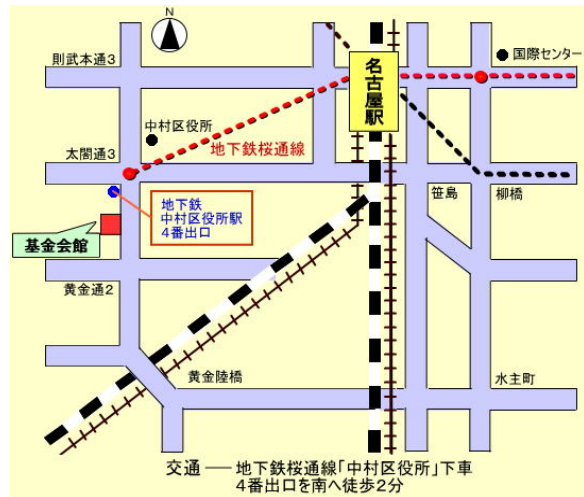 N
則武本通3
国際センター
名古屋駅
中村区役所
地下鉄桜通線
太閤通3
笹島
柳橋
地下鉄
中村区役所駅
4番出口
基金会館
黄金通2
黄金陸橋
水主町
交通 ── 地下鉄桜通線「中村区役所」下車
4番出口を南へ徒歩2分